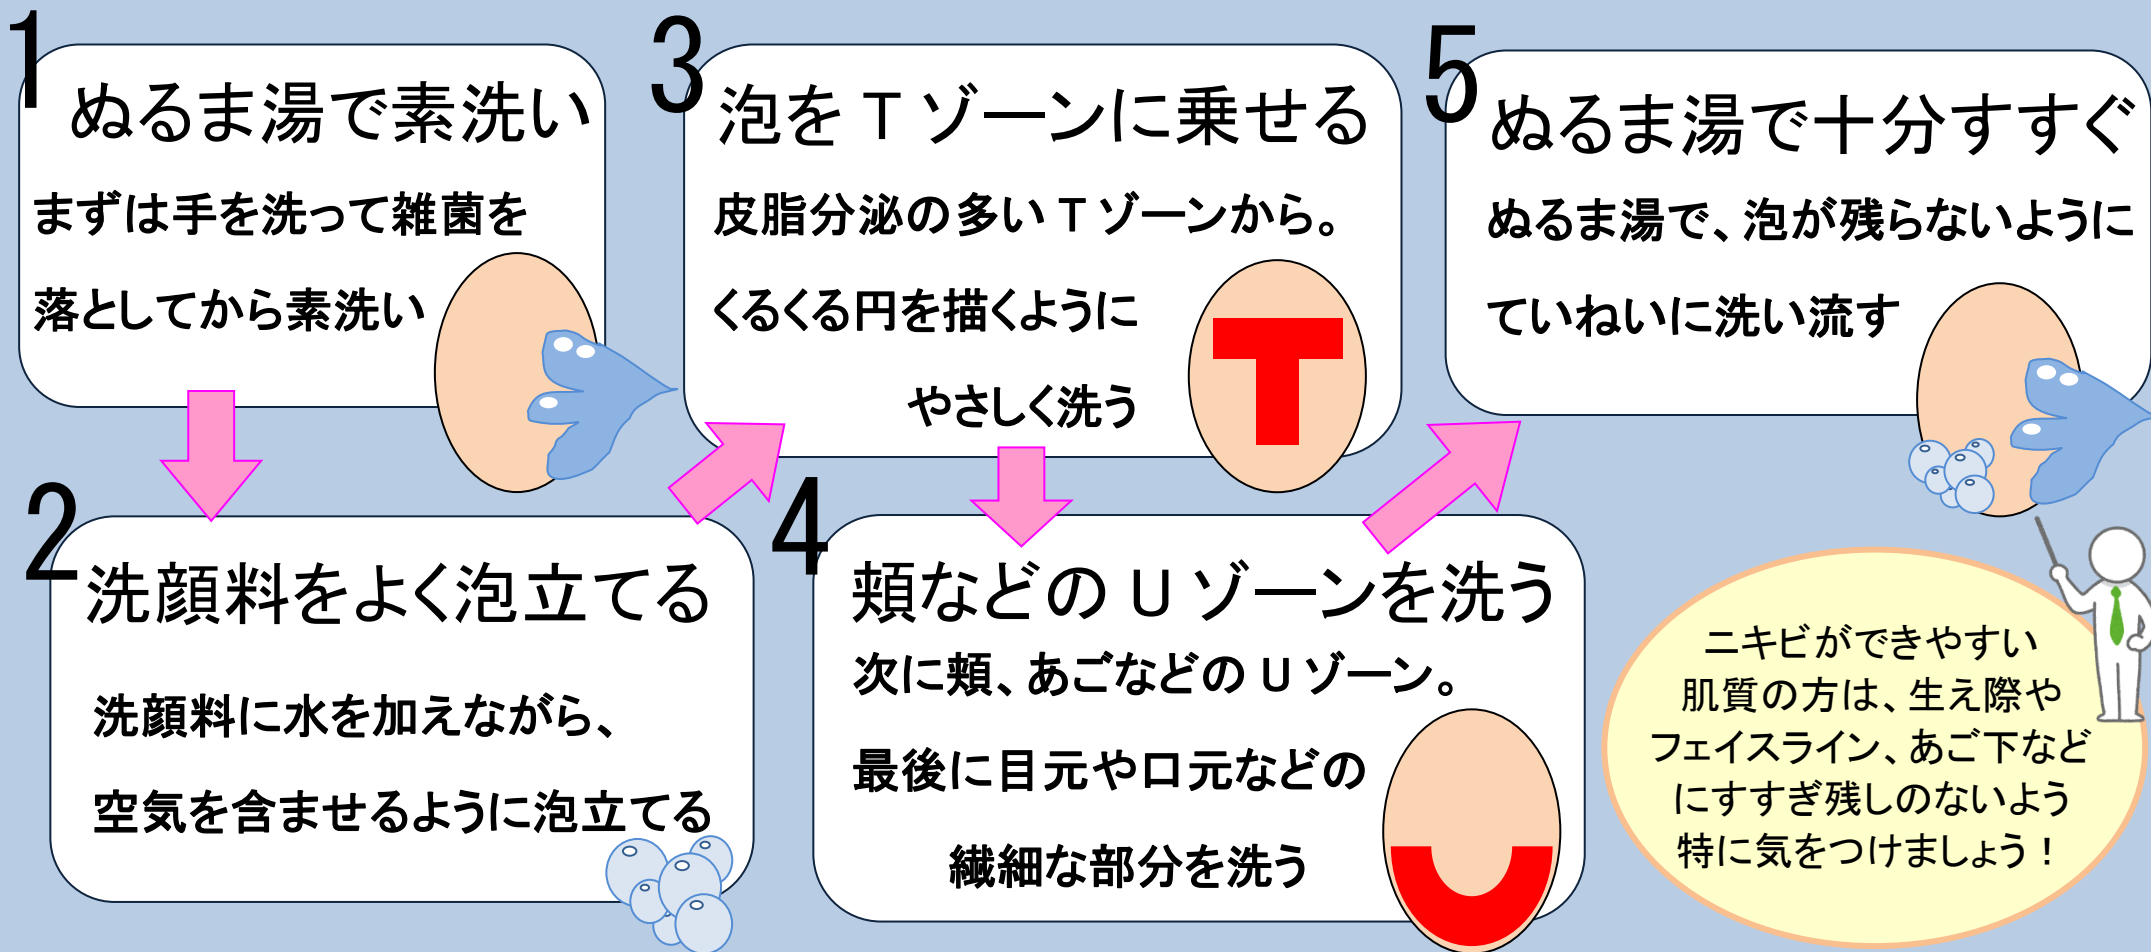 1
ぬるま湯で素洗い
まずは手を洗って雑菌を
落としてから素洗い
2
洗顔料をよく泡立てる
洗顔料に水を加えながら、
空気を含ませるように泡立てる
3
泡をTゾーンに乗せる
皮脂分泌の多いTゾーンから。
くるくる円を描くように
やさしく洗う
T
4
頬などのUゾーンを洗う
次に頬、あごなどのUゾーン。
最後に目元や口元などの
繊細な部分を洗う
U
5
ぬるま湯で十分すすぐ
ぬるま湯で、泡が残らないように
ていねいに洗い流す
ニキビができやすい
肌質の方は、生え際や
フェイスライン、あご下など
にすすぎ残しのないよう
特に気をつけましょう！